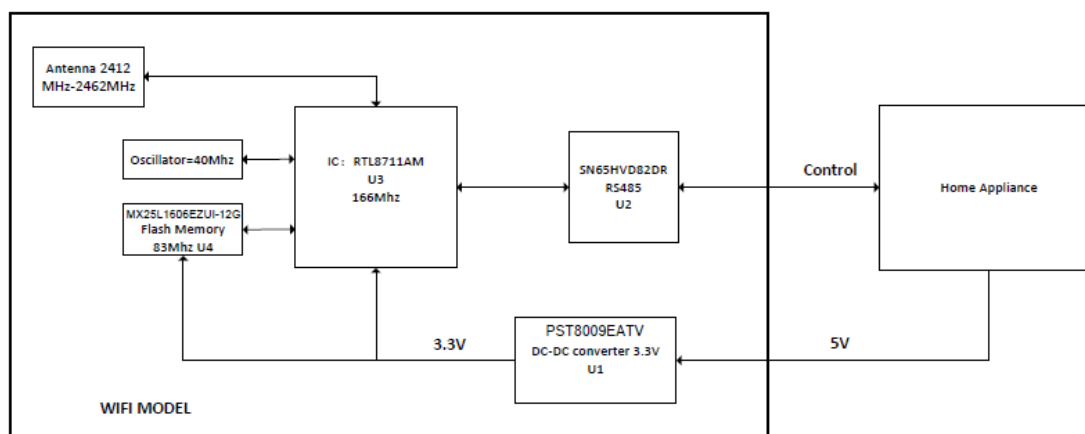 Antenna 2412
MHz-2462MHz
Oscillator=40Mhz
MX25L1606EZUI-12G
Flash Memory
83Mhz U4
IC: RTL8711AM
U3
166Mhz
SN65HVD82DR
RS485
U2
Control
Home Appliance
3.3V
PST8009EATV
DC-DC converter 3.3V
U1
5V
WIFI MODEL